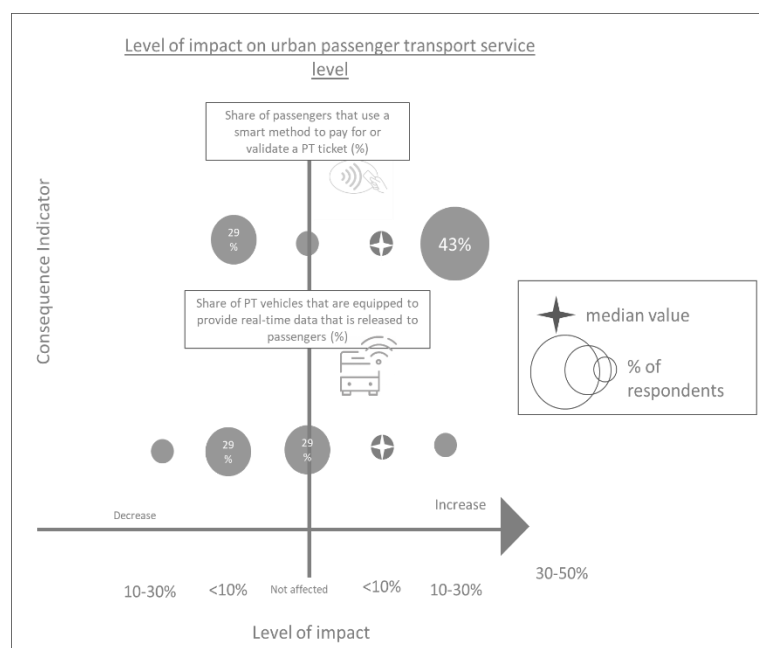 Level of impact on urban passenger transport service
level
Share of passengers that use a
smart method to pay for or
validate a PT ticket (%)
Consequence Indicator
29
%
43%
Share of PT vehicles that are equipped to
provide real-time data that is released to
passengers (%)
median value
% of
respondents
29
%
29
%
Decrease
Increase
10-30%
<10%
Not affected
<10%
10-30%
30-50%
Level of impact